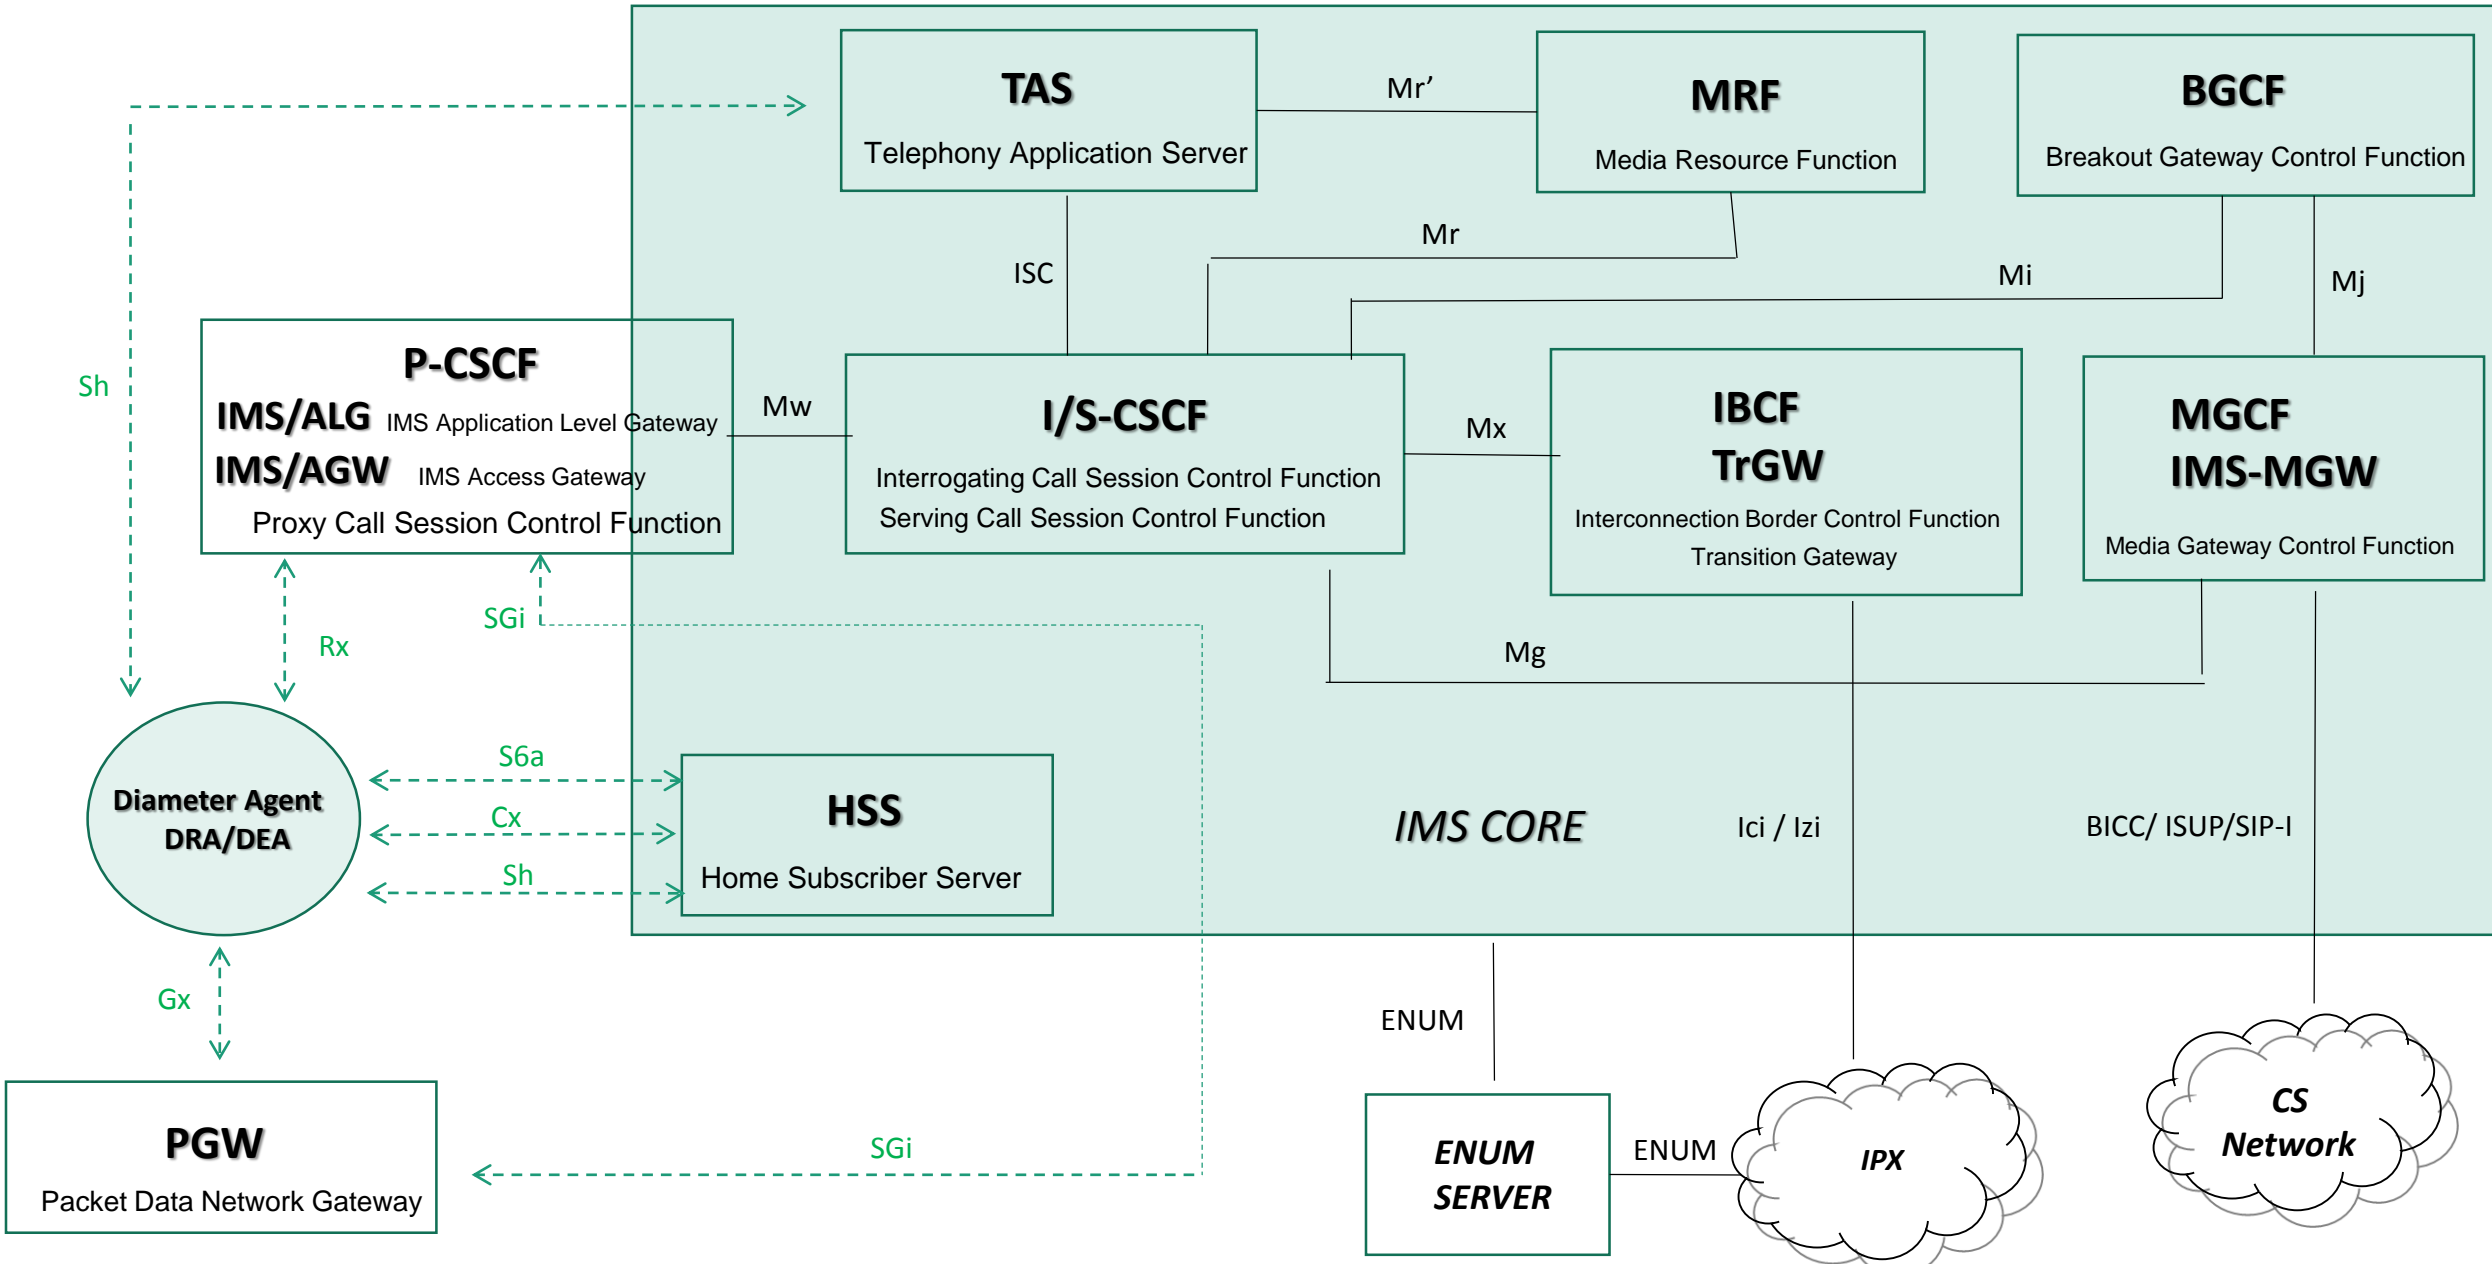 TAS
Telephony Application Server
Mr’
MRF
Media Resource Function
BGCF
Breakout Gateway Control Function
Mr
ISC
Mi
Mj
Sh
P-CSCF
IMS/ALG IMS Application Level Gateway
IMS/AGW IMS Access Gateway
Proxy Call Session Control Function
Mw
I/S-CSCF
Interrogating Call Session Control Function
Serving Call Session Control Function
Mx
IBCF
TrGW
Interconnection Border Control Function
Transition Gateway
MGCF
IMS-MGW
Media Gateway Control Function
SGi
Rx
Mg
S6a
Cx
Sh
Diameter Agent
DRA/DEA
HSS
Home Subscriber Server
IMS CORE
Ici / Izi
BICC/ ISUP/SIP-I
Gx
ENUM
PGW
Packet Data Network Gateway
SGi
ENUM
SERVER
ENUM
IPX
CS
Network